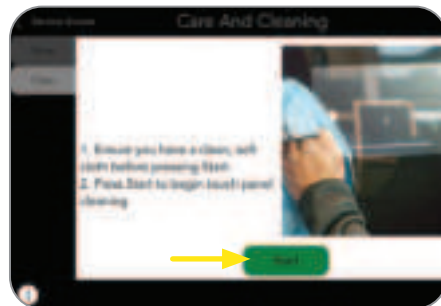 Care And Cleaning
1. Ensure you have a clean, soft
cloth before pressing Start
2. Press Start to begin touch panel
cleaning
Start